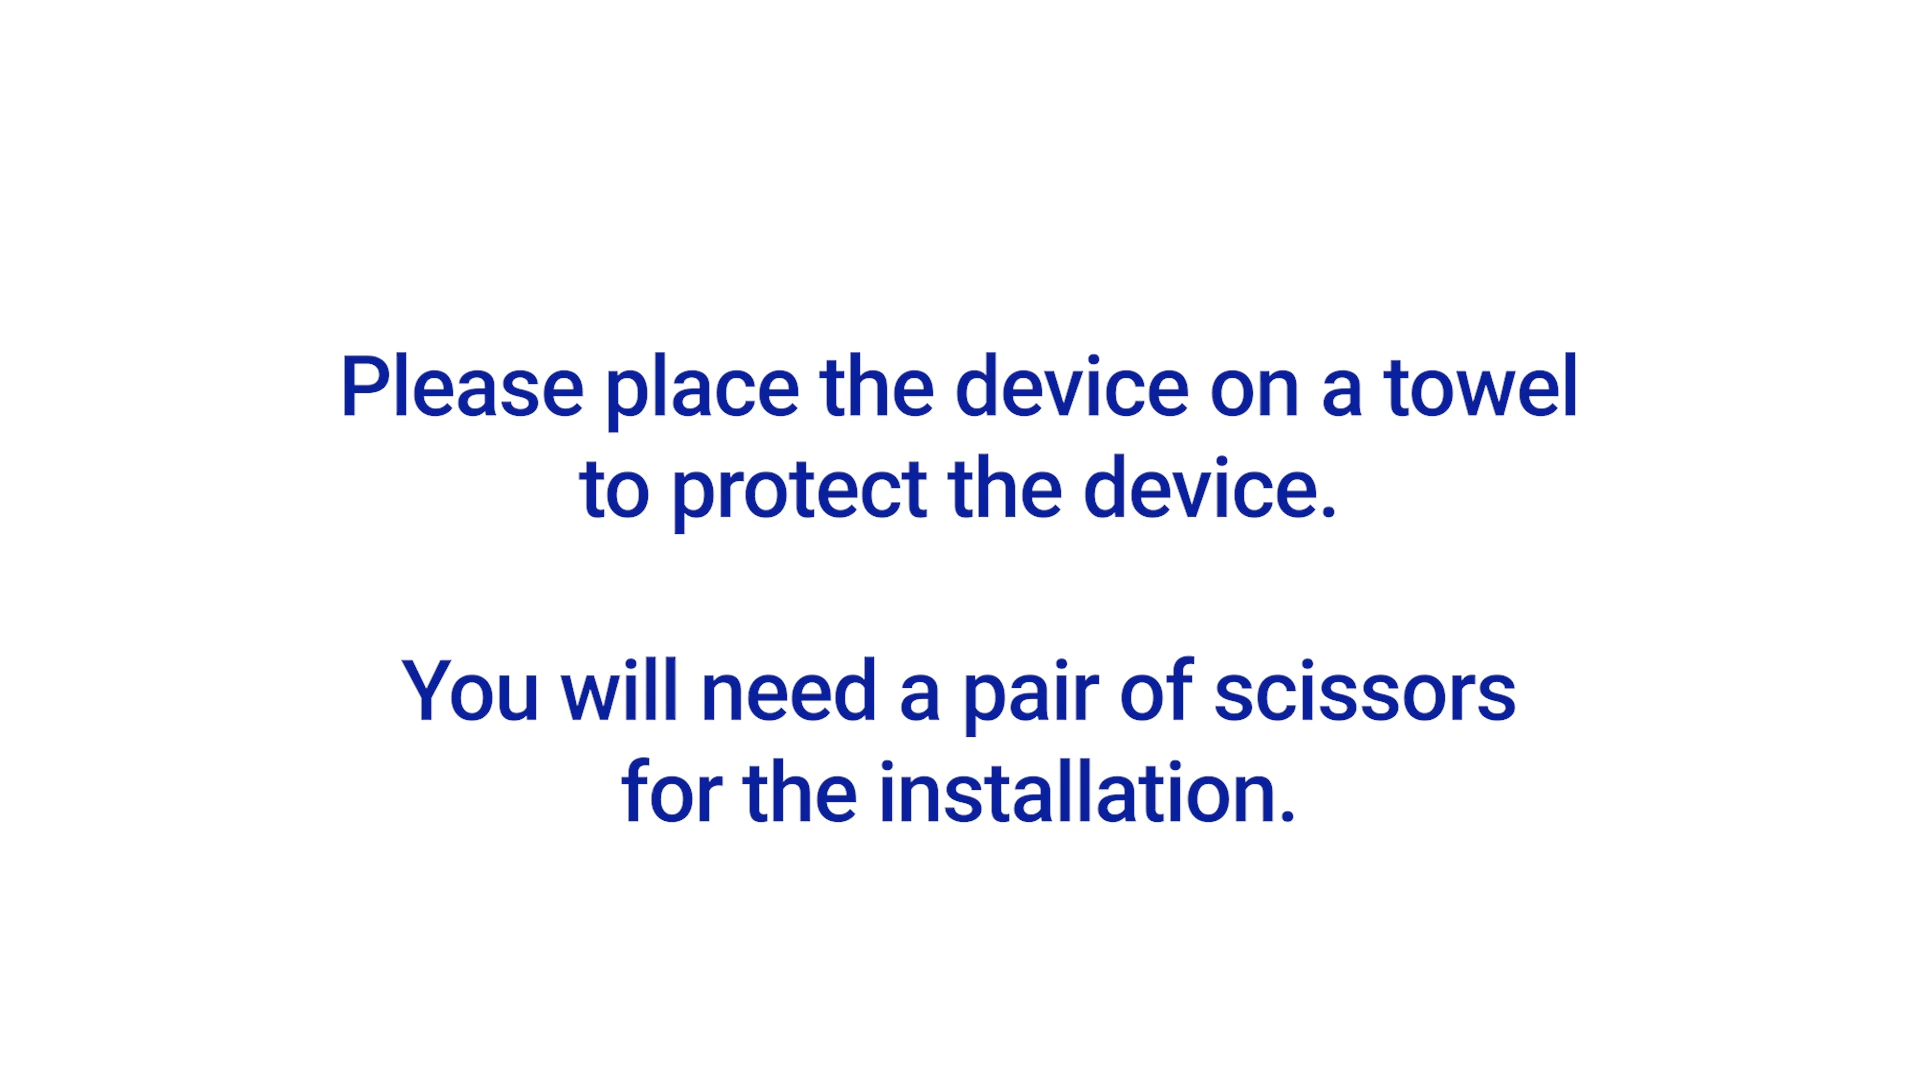 Please place the device on a towel
to protect the device.
You will need a pair of scissors
for the installation.